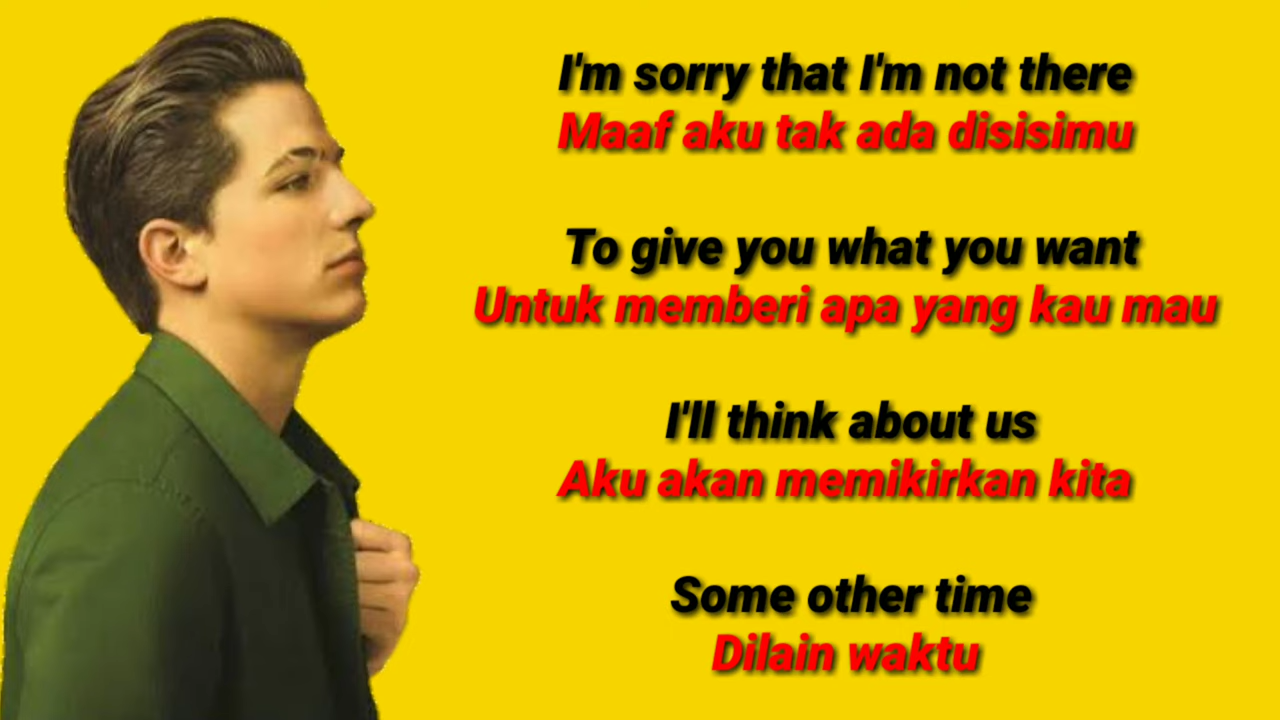 I'm sorry that I'm not there
Maaf aku tak ada disisimu
To give you what you want
Untuk memberi apa yang kau mau
I'll think about us
Aku akan memikirkan kita
Some other time
Dilain waktu